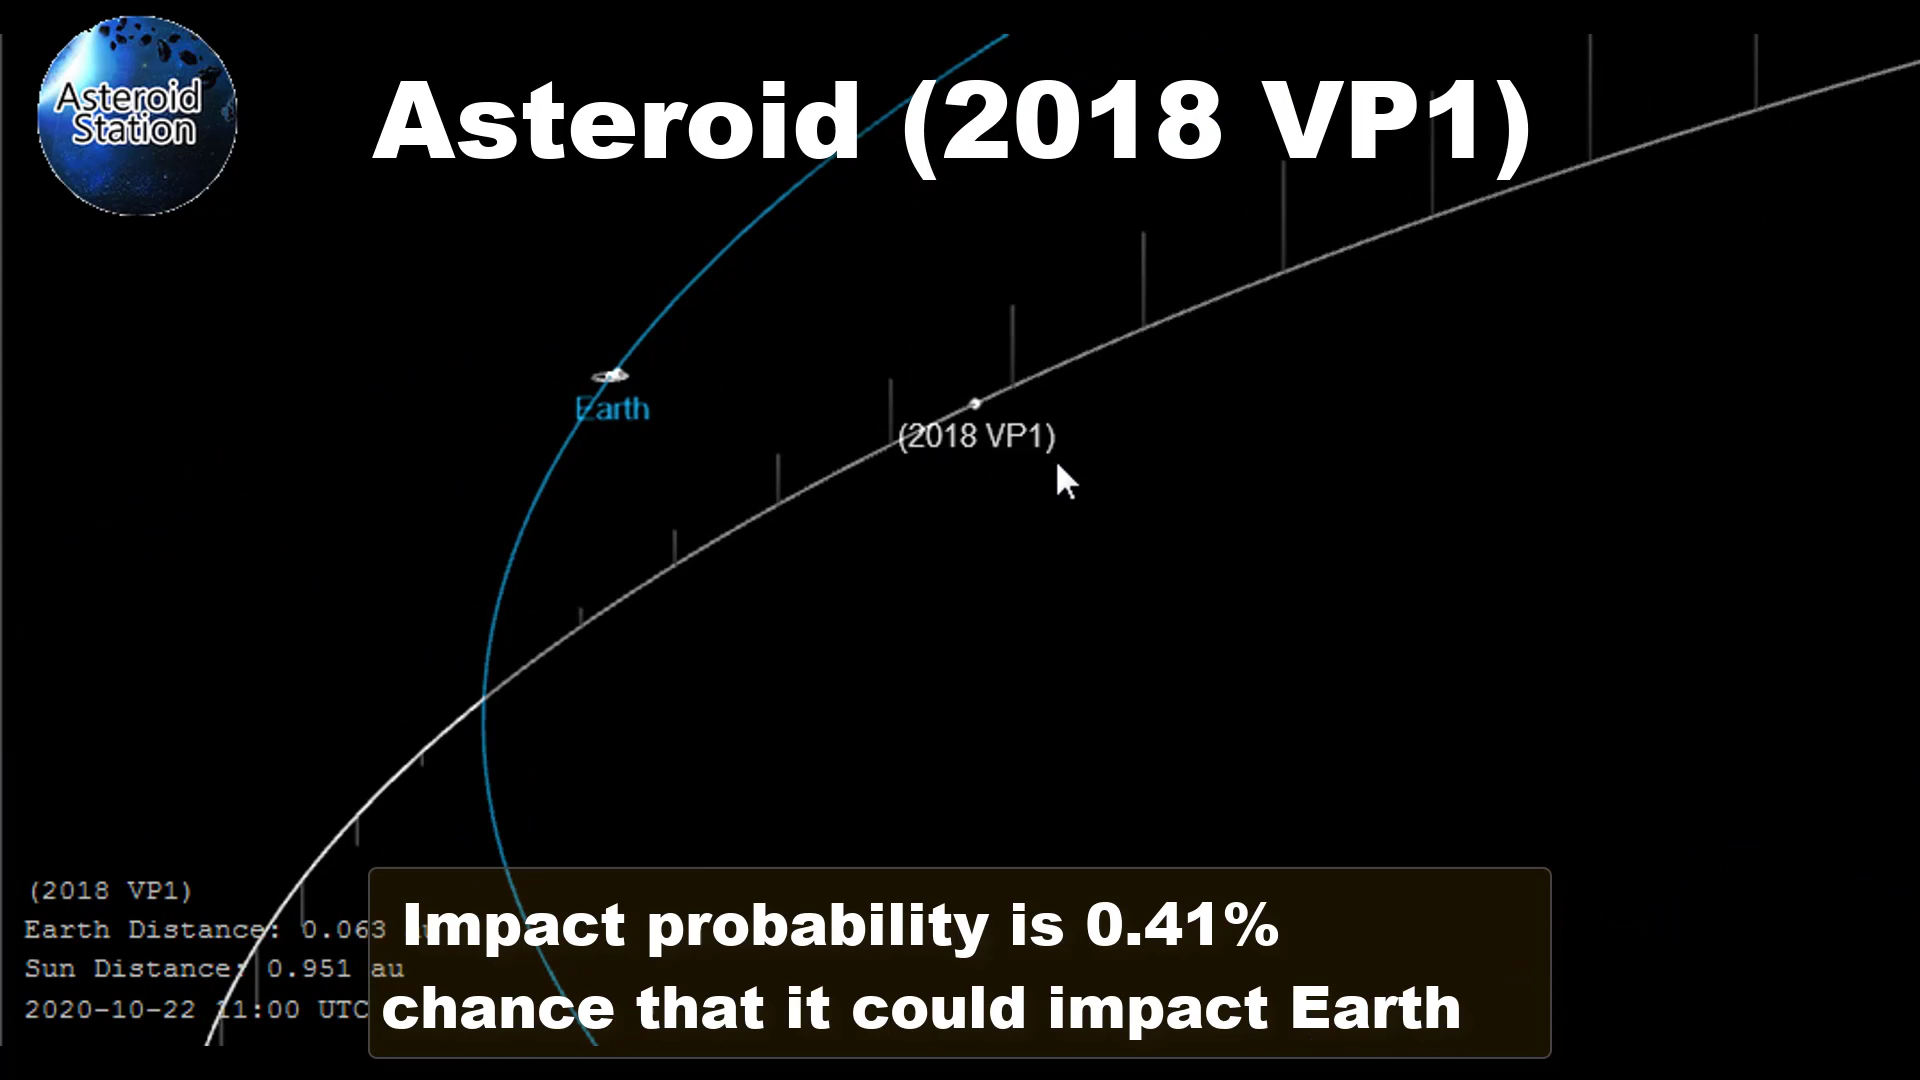 Asteroid
Station
Asteroid (2018 VP1)
Earth
(2018 VP1)
(2018 VP1)
Earth Distance: 0.063
Sun Distance: 0.951 au
2020-10-22 11:00 UTC
Impact probability is 0.41%
chance that it could impact Earth